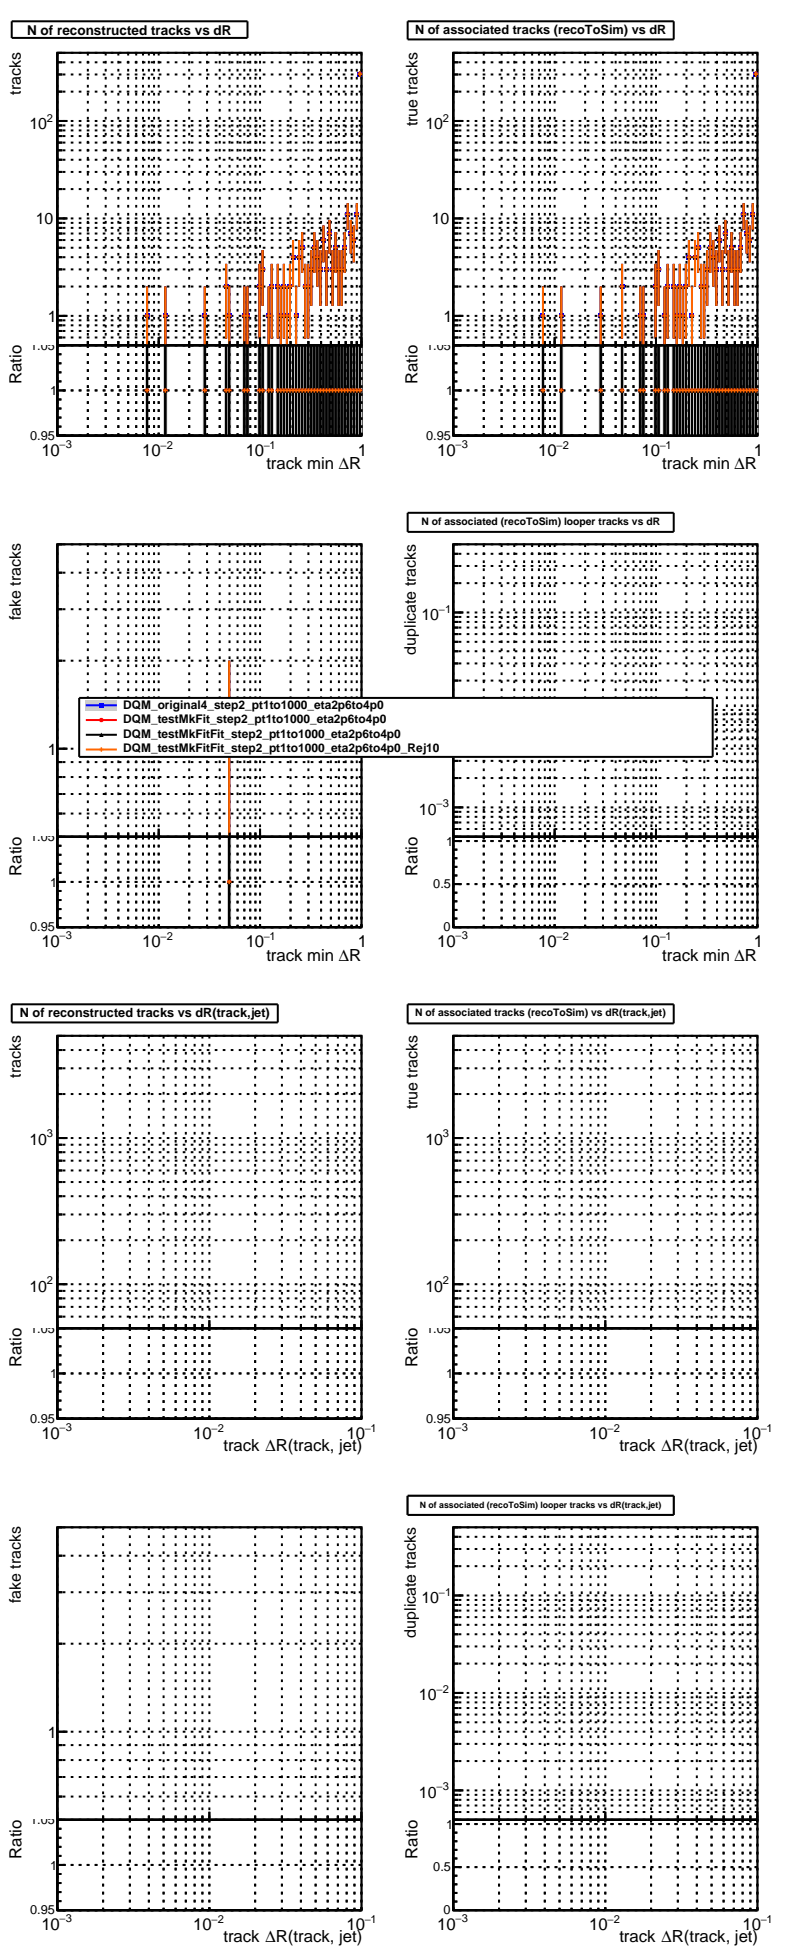 N of reconstructed tracks vs dR
N of associated tracks (recoToSim) vs dR
tracks
10²
10
1
1.05
Ratio
1
0.95
10⁻³ 10⁻² 10⁻¹ 1
track min ΔR
true tracks
10²
10
1
1.05
Ratio
1
0.95
10⁻³ 10⁻² 10⁻¹ 1
track min ΔR
N of associated (recoToSim) looper tracks vs dR
fake tracks
1
1.05
Ratio
1
0.95
10⁻³ 10⁻² 10⁻¹ 1
track min ΔR
duplicate tracks
10⁻¹
10⁻³
1
Ratio
0.5
0
10⁻³ 10⁻² 10⁻¹ 1
track min ΔR
DQM_original4_step2_pt1to1000_eta2p6to4p0
DQM_testMkFit_step2_pt1to1000_eta2p6to4p0
DQM_testMkFitFit_step2_pt1to1000_eta2p6to4p0
DQM_testMkFitFit_step2_pt1to1000_eta2p6to4p0_Rej10
N of reconstructed tracks vs dR(track,jet)
N of associated tracks (recoToSim) vs dR(track,jet)
tracks
10³
10²
1.05
Ratio
1
0.95
10⁻³ 10⁻² 10⁻¹
track ΔR(track, jet)
true tracks
10³
10²
1.05
Ratio
1
0.95
10⁻³ 10⁻² 10⁻¹
track ΔR(track, jet)
N of associated (recoToSim) looper tracks vs dR(track,jet)
fake tracks
1
1.05
Ratio
1
0.95
10⁻³ 10⁻² 10⁻¹
track ΔR(track, jet)
duplicate tracks
10⁻¹
10⁻²
10⁻³
1
Ratio
0.5
0
10⁻³ 10⁻² 10⁻¹
track ΔR(track, jet)